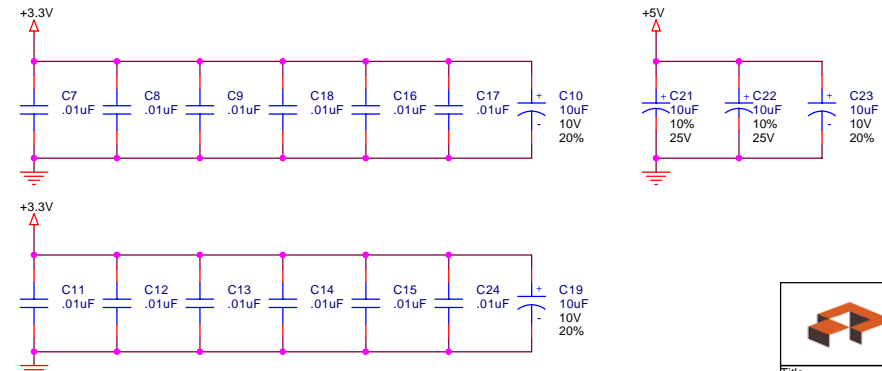 +3.3V
C7
.01uF
C8
.01uF
C9
.01uF
C18
.01uF
C16
.01uF
C17
.01uF
+
C10
10uF
10V
20%
-
+5V
+
C21
10uF
10%
25V
+
C22
10uF
10%
25V
+
C23
10uF
10V
20%
-
+3.3V
C11
.01uF
C12
.01uF
C13
.01uF
C14
.01uF
C15
.01uF
C24
.01uF
+
C19
10uF
10V
20%
-
Title